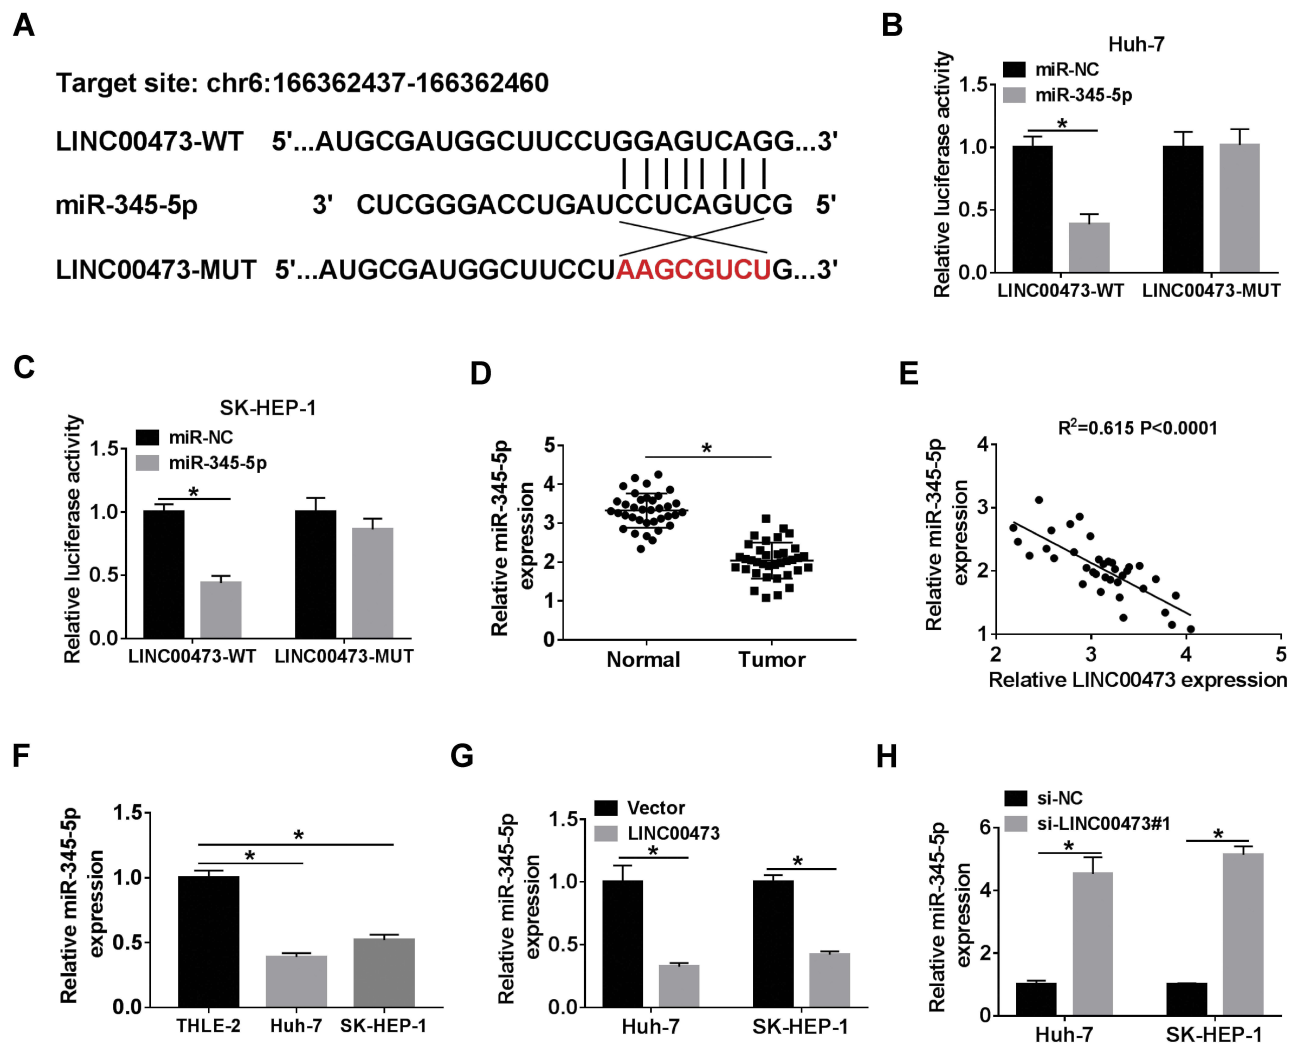 A
Target site: chr6:166362437-166362460
LINC00473-WT 5'...AUGCGAUGGCUUCCUGGAGUCAGG...3'
miR-345-5p 3' CUCGGGACCUGAUCCUCAGUCG 5'
LINC00473-MUT 5'...AUGCGAUGGCUUCCUAAGCGUCUG...3'
B
Huh-7
miR-NC
miR-345-5p
Relative luciferase activity
1.5
1.0
0.5
0.0
*
LINC00473-WT LINC00473-MUT
C
SK-HEP-1
miR-NC
miR-345-5p
Relative luciferase activity
1.5
1.0
0.5
0.0
*
LINC00473-WT LINC00473-MUT
D
Relative miR-345-5p
expression
5
4
3
2
1
0
*
Normal Tumor
E
R2=0.615 P<0.0001
Relative miR-345-5p
expression
4
3
2
1
2 3 4 5
Relative LINC00473 expression
F
Relative miR-345-5p
expression
1.5
1.0
0.5
0.0
*
*
THLE-2 Huh-7 SK-HEP-1
G
Vector
LINC00473
Relative miR-345-5p
expression
1.5
1.0
0.5
0.0
* *
Huh-7 SK-HEP-1
H
si-NC
si-LINC00473#1
Relative miR-345-5p
expression
6
4
2
0
* *
Huh-7 SK-HEP-1